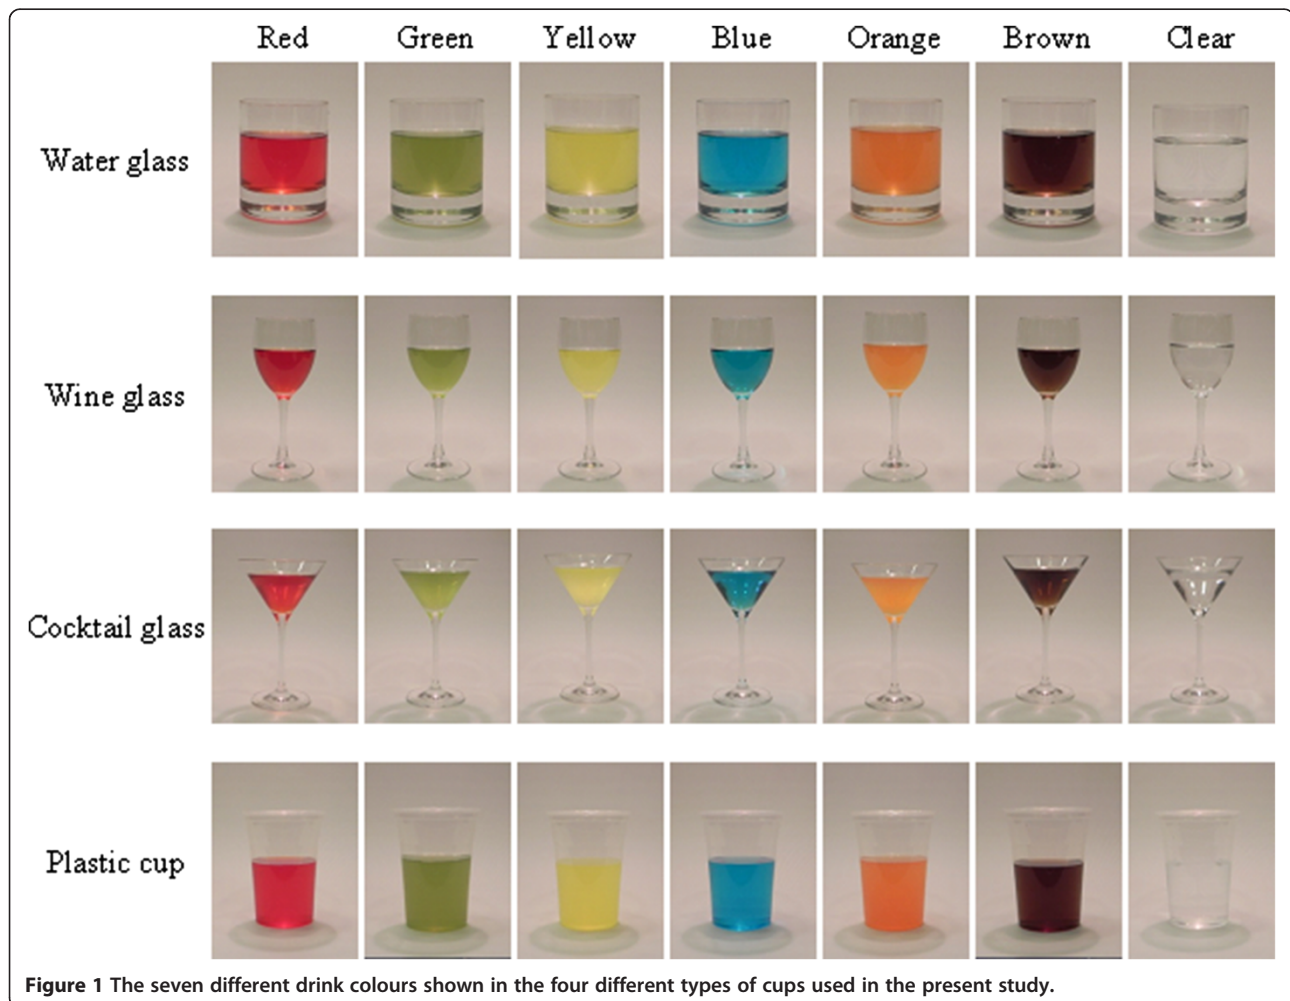 Red Green Yellow Blue Orange Brown Clear
Water glass
Wine glass
Cocktail glass
Plastic cup
Figure 1 The seven different drink colours shown in the four different types of cups used in the present study.